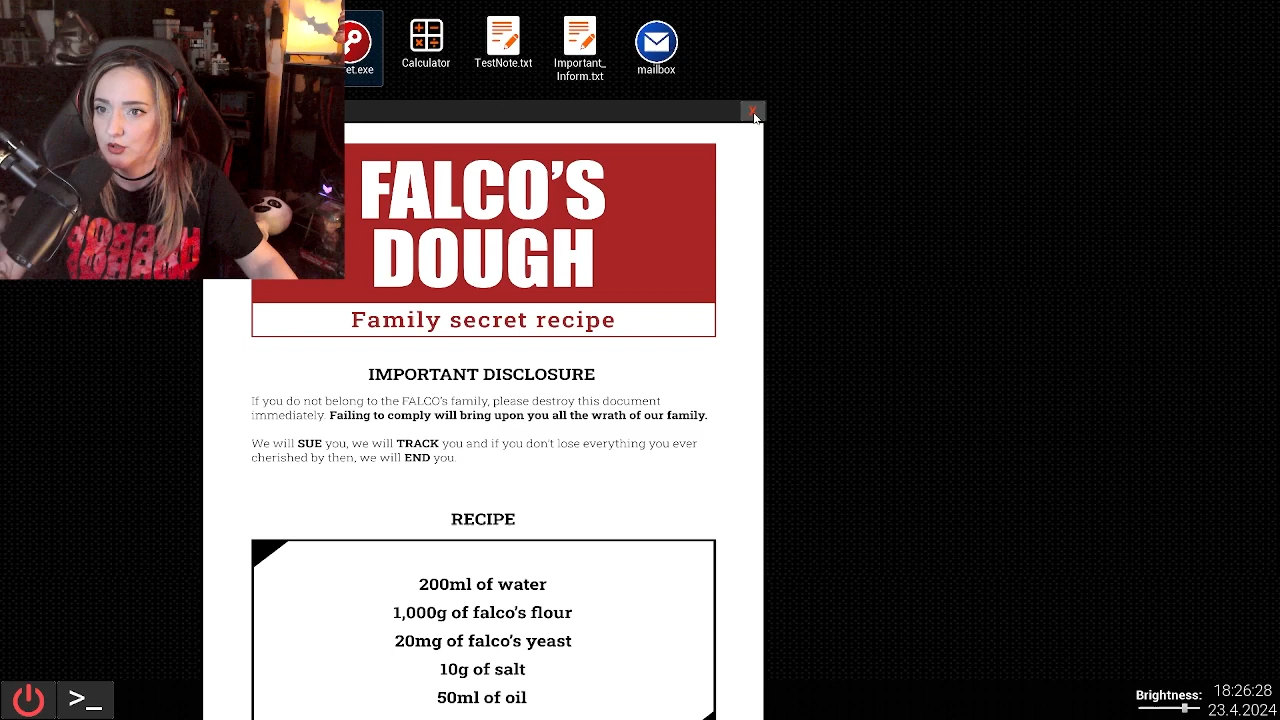 ret.exe
Calculator
TestNote.txt
Important_
Inform.txt
mailbox
X
FALCO'S
DOUGH
Family secret recipe
IMPORTANT DISCLOSURE
If you do not belong to the FALCO's family, please destroy this document
immediately. Failing to comply will bring upon you all the wrath of our family.
We will SUE you, we will TRACK you and if you don't lose everything you ever
cherished by then, we will END you.
RECIPE
200ml of water
1,000g of falco's flour
20mg of falco's yeast
10g of salt
50ml of oil
>_
Brightness:
18:26:28
23.4.2024